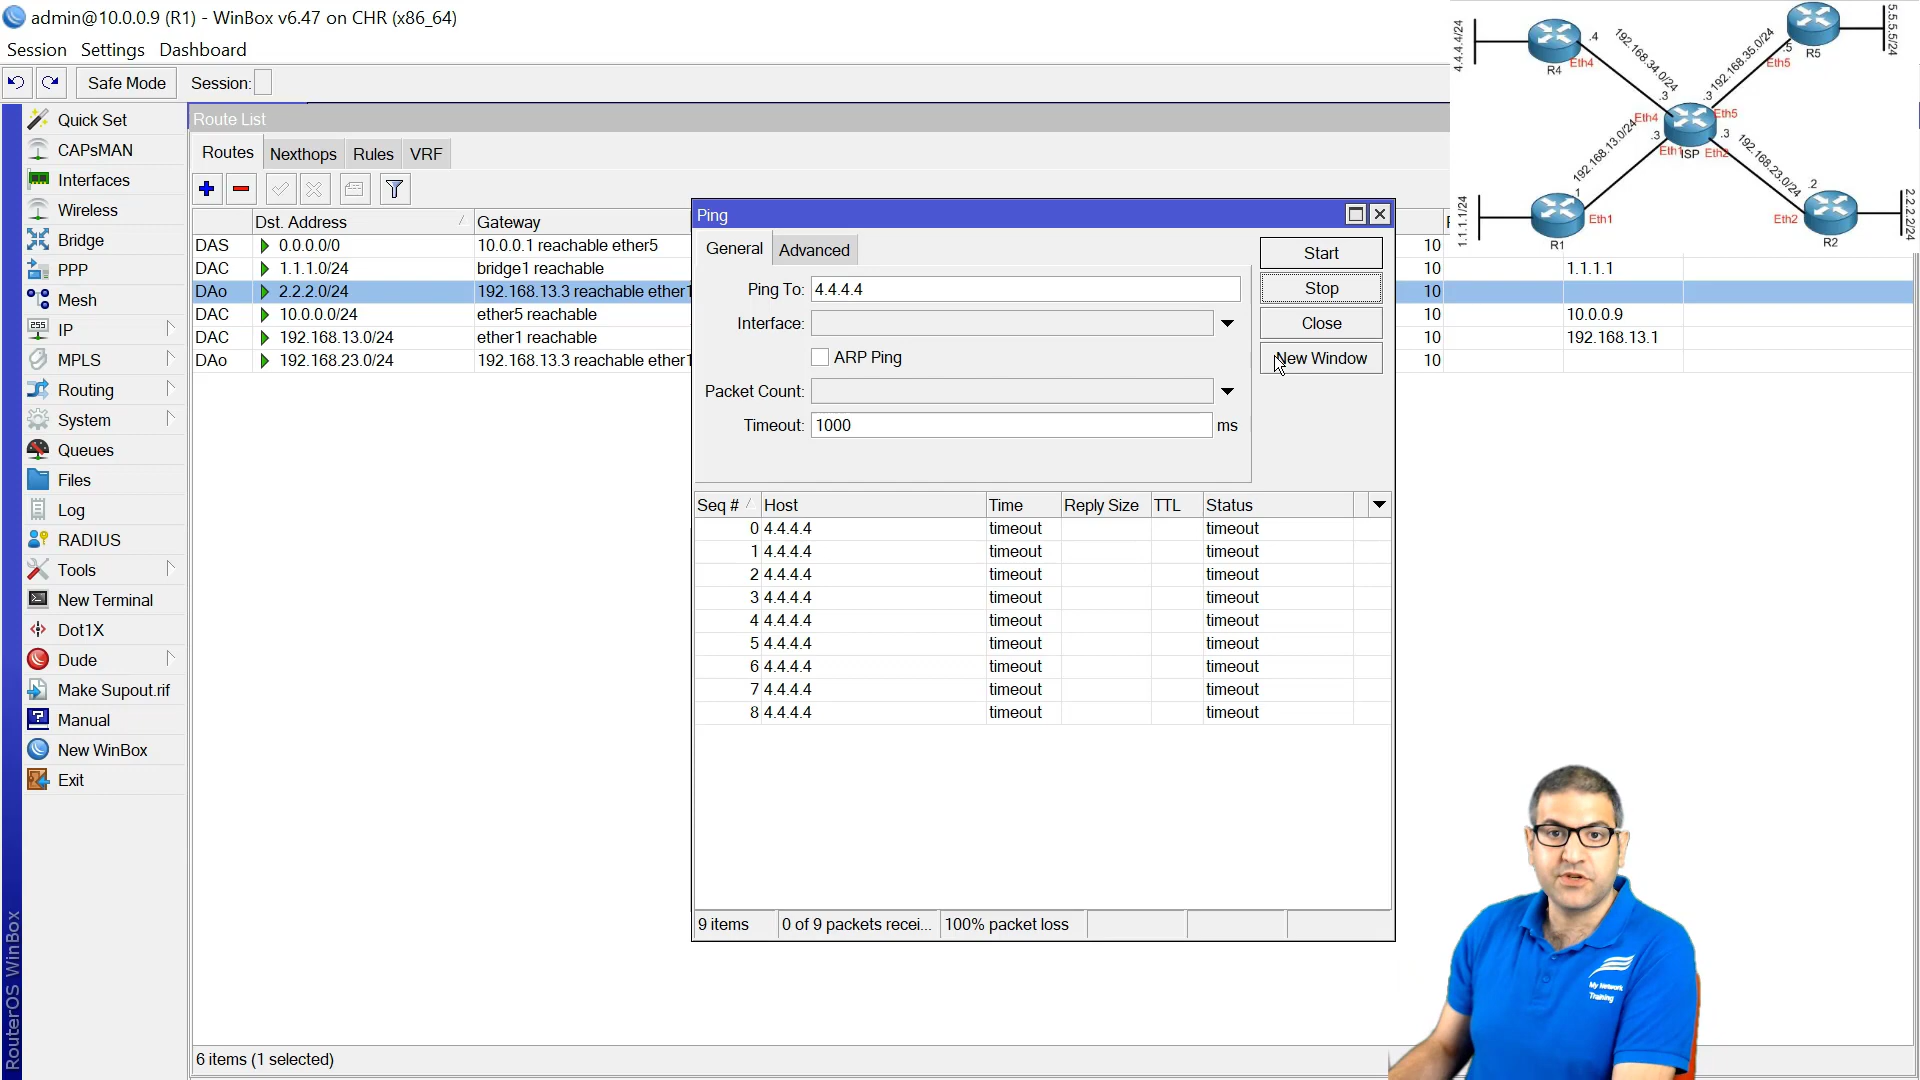 admin@10.0.0.9 (R1) - WinBox v6.47 on CHR (x86_64)
Session Settings Dashboard
Safe Mode Session:
Quick Set
CAPsMAN
Interfaces
Wireless
Bridge
PPP
Mesh
IP
MPLS
Routing
System
Queues
Files
Log
RADIUS
Tools
New Terminal
Dot1X
Dude
Make Supout.rif
Manual
New WinBox
Exit
RouterOS WinBox
Route List
Routes Nexthops Rules VRF
Dst. Address Gateway
DAS 0.0.0.0/0 10.0.0.1 reachable ether5 10
DAC 1.1.1.0/24 bridge1 reachable 10 1.1.1.1
DAo 2.2.2.0/24 192.168.13.3 reachable ether1 10
DAC 10.0.0.0/24 ether5 reachable 10 10.0.0.9
DAC 192.168.13.0/24 ether1 reachable 10 192.168.13.1
DAo 192.168.23.0/24 192.168.13.3 reachable ether1 10
6 items (1 selected)
Ping
General Advanced
Ping To: 4.4.4.4
Interface:
ARP Ping
Packet Count:
Timeout: 1000 ms
Start
Stop
Close
New Window
Seq # Host Time Reply Size TTL Status
0 4.4.4.4 timeout timeout
1 4.4.4.4 timeout timeout
2 4.4.4.4 timeout timeout
3 4.4.4.4 timeout timeout
4 4.4.4.4 timeout timeout
5 4.4.4.4 timeout timeout
6 4.4.4.4 timeout timeout
7 4.4.4.4 timeout timeout
8 4.4.4.4 timeout timeout
9 items 0 of 9 packets recei... 100% packet loss
4.4.4.4/24
R4
.4
Eth4
192.168.34.0/24
.3
Eth4
5.5.5.5/24
R5
.5
Eth5
192.168.35.0/24
.3
Eth5
ISP
192.168.13.0/24
.3
Eth1
.1
Eth1
R1
1.1.1.1/24
192.168.23.0/24
.3
Eth2
.2
Eth2
R2
2.2.2.2/24
My Network
Training